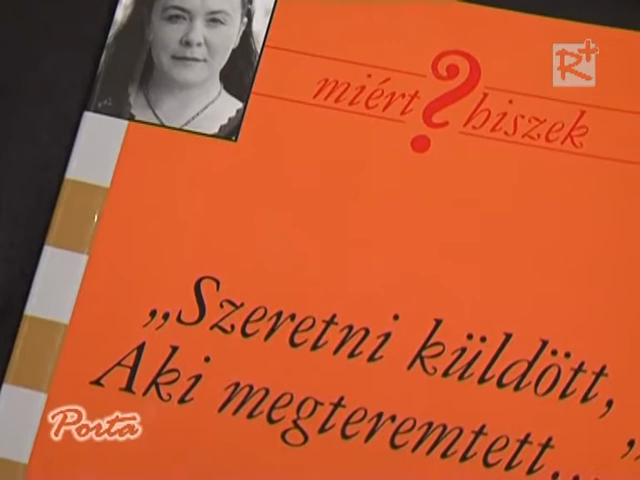 R+
miért ? hiszek
„Szeretni küldött,
Aki megteremtett..."
Porta